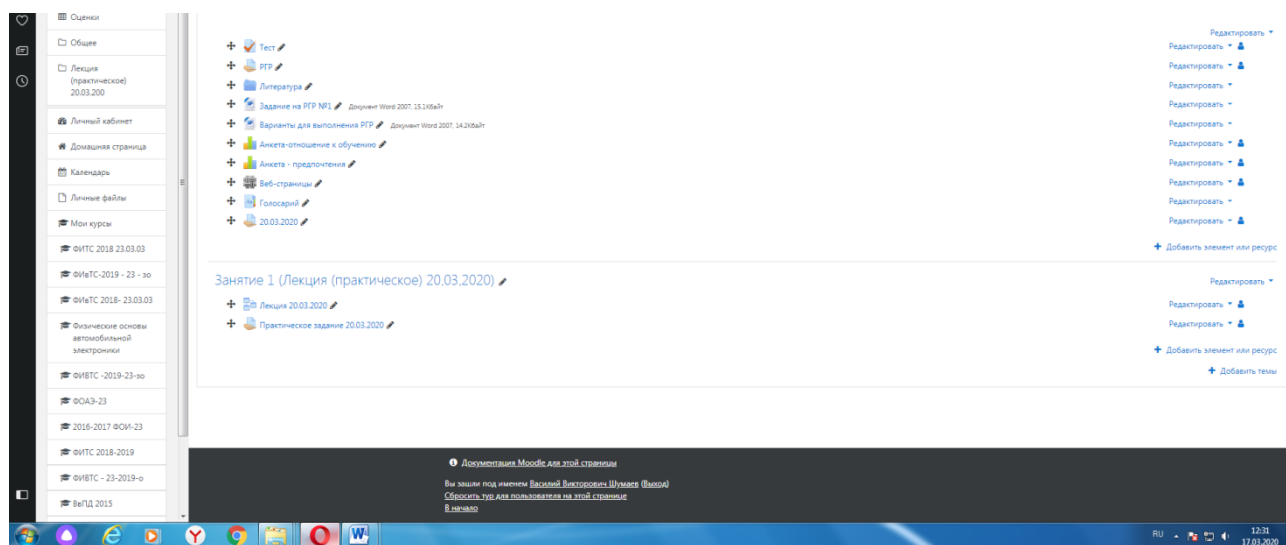 Оценки
Общее
Лекция
(практическое)
20.03.200
Личный кабинет
Домашняя страница
Календарь
Личные файлы
Мои курсы
ФИТС 2018 23.03.03
ФИвТС-2019 - 23 - зо
ФИвТС 2018- 23.03.03
Физические основы
автомобильной
электроники
ФИВТС -2019-23-зо
ФОАЭ-23
2016-2017 ФОИ-23
ФИТС 2018-2019
ФИВТС - 23-2019-о
ВвПД 2015
Редактировать
Тест Редактировать
РГР Редактировать
Литература Редактировать
Задание на РГР №1 Документ Word 2007, 15.1Кбайт Редактировать
Варианты для выполнения РГР Документ Word 2007, 14.2Кбайт Редактировать
Анкета-отношение к обучению Редактировать
Анкета - предпочтения Редактировать
Веб-страницы Редактировать
Голосарий Редактировать
20.03.2020 Редактировать
Добавить элемент или ресурс
Занятие 1 (Лекция (практическое) 20.03.2020) Редактировать
Лекция 20.03.2020 Редактировать
Практическое задание 20.03.2020 Редактировать
Добавить элемент или ресурс
Добавить темы
Документация Moodle для этой страницы
Вы зашли под именем Василий Викторович Шумаев (Выход)
Сбросить тур для пользователя на этой странице
В начало
RU 12:31
17.03.2020